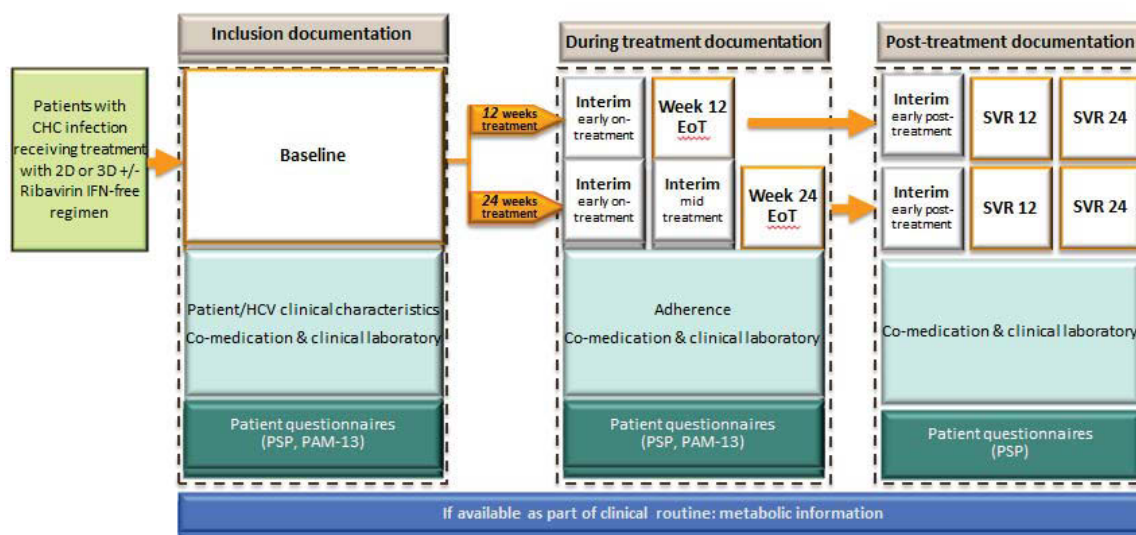 Inclusion documentation
During treatment documentation
Post-treatment documentation
Patients with
CHC infection
receiving treatment
with 2D or 3D +/-
Ribavirin IFN-free
regimen
Baseline
12 weeks
treatment
24 weeks
treatment
Interim
early on-
treatment
Week 12
EoT
Interim
early on-
treatment
Interim
mid
treatment
Week 24
EoT
Interim
early post-
treatment
SVR 12
SVR 24
Interim
early post-
treatment
SVR 12
SVR 24
Patient/HCV clinical characteristics
Co-medication & clinical laboratory
Adherence
Co-medication & clinical laboratory
Co-medication & clinical laboratory
Patient questionnaires
(PSP, PAM-13)
Patient questionnaires
(PSP, PAM-13)
Patient questionnaires
(PSP)
If available as part of clinical routine: metabolic information